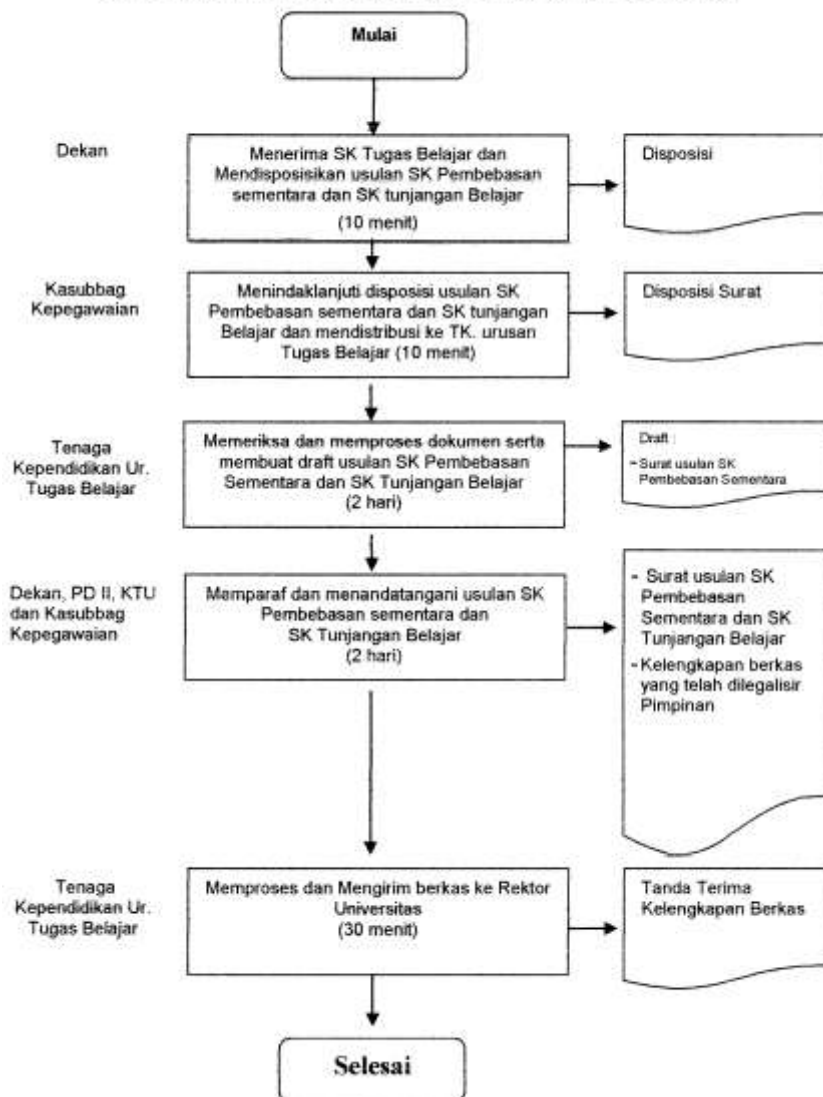 Mulai
Dekan
Menerima SK Tugas Belajar dan
Mendisposisikan usulan SK Pembebasan
sementara dan SK tunjangan Belajar
(10 menit)
Disposisi
Kasubbag
Kepegawaian
Menindaklanjuti disposisi usulan SK
Pembebasan sementara dan SK tunjangan
Belajar dan mendistribusi ke TK. urusan
Tugas Belajar (10 menit)
Disposisi Surat
Tenaga
Kependidikan Ur.
Tugas Belajar
Memeriksa dan memproses dokumen serta
membuat draft usulan SK Pembebasan
Sementara dan SK Tunjangan Belajar
(2 hari)
Draft :
- Surat usulan SK
Pembebasan Sementara
Dekan, PD II, KTU
dan Kasubbag
Kepegawaian
Memparaf dan menandatangani usulan SK
Pembebasan sementara dan
SK Tunjangan Belajar
(2 hari)
- Surat usulan SK
Pembebasan
Sementara dan SK
Tunjangan Belajar
- Kelengkapan berkas
yang telah dilegalisir
Pimpinan
Tenaga
Kependidikan Ur.
Tugas Belajar
Memproses dan Mengirim berkas ke Rektor
Universitas
(30 menit)
Tanda Terima
Kelengkapan Berkas
Selesai